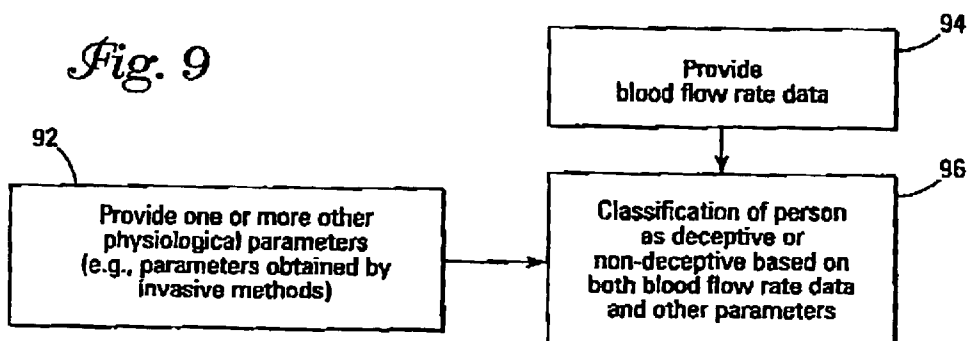 Fig. 9
94
Provide
blood flow rate data
92
Provide one or more other
physiological parameters
(e.g., parameters obtained by
invasive methods)
96
Classification of person
as deceptive or
non-deceptive based on
both blood flow rate data
and other parameters